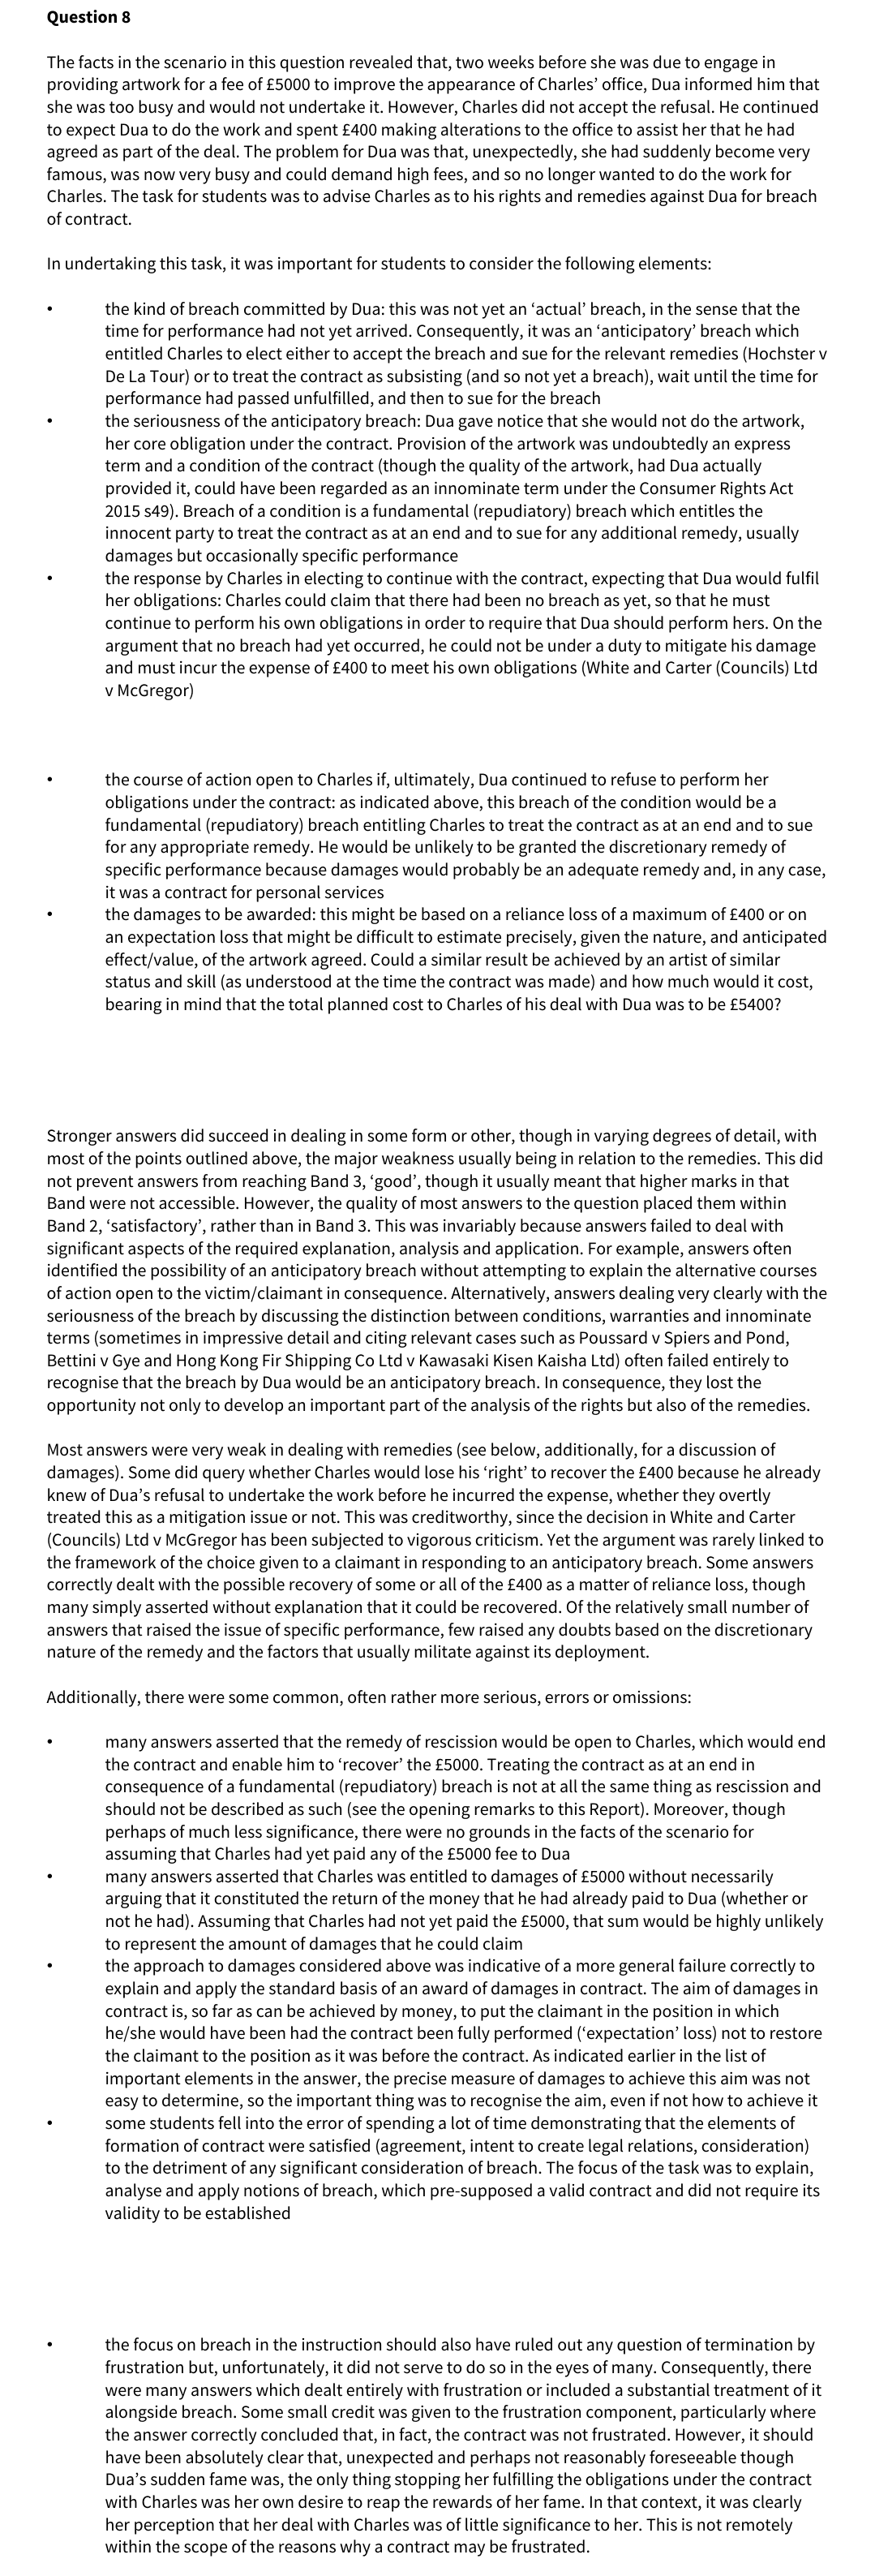 Question 8
The facts in the scenario in this question revealed that, two weeks before she was due to engage in
providing artwork for a fee of £5000 to improve the appearance of Charles’ office, Dua informed him that
she was too busy and would not undertake it. However, Charles did not accept the refusal. He continued
to expect Dua to do the work and spent £400 making alterations to the office to assist her that he had
agreed as part of the deal. The problem for Dua was that, unexpectedly, she had suddenly become very
famous, was now very busy and could demand high fees, and so no longer wanted to do the work for
Charles. The task for students was to advise Charles as to his rights and remedies against Dua for breach
of contract.
In undertaking this task, it was important for students to consider the following elements:
• the kind of breach committed by Dua: this was not yet an ‘actual’ breach, in the sense that the
time for performance had not yet arrived. Consequently, it was an ‘anticipatory’ breach which
entitled Charles to elect either to accept the breach and sue for the relevant remedies (Hochster v
De La Tour) or to treat the contract as subsisting (and so not yet a breach), wait until the time for
performance had passed unfulfilled, and then to sue for the breach
• the seriousness of the anticipatory breach: Dua gave notice that she would not do the artwork,
her core obligation under the contract. Provision of the artwork was undoubtedly an express
term and a condition of the contract (though the quality of the artwork, had Dua actually
provided it, could have been regarded as an innominate term under the Consumer Rights Act
2015 s49). Breach of a condition is a fundamental (repudiatory) breach which entitles the
innocent party to treat the contract as at an end and to sue for any additional remedy, usually
damages but occasionally specific performance
• the response by Charles in electing to continue with the contract, expecting that Dua would fulfil
her obligations: Charles could claim that there had been no breach as yet, so that he must
continue to perform his own obligations in order to require that Dua should perform hers. On the
argument that no breach had yet occurred, he could not be under a duty to mitigate his damage
and must incur the expense of £400 to meet his own obligations (White and Carter (Councils) Ltd
v McGregor)
• the course of action open to Charles if, ultimately, Dua continued to refuse to perform her
obligations under the contract: as indicated above, this breach of the condition would be a
fundamental (repudiatory) breach entitling Charles to treat the contract as at an end and to sue
for any appropriate remedy. He would be unlikely to be granted the discretionary remedy of
specific performance because damages would probably be an adequate remedy and, in any case,
it was a contract for personal services
• the damages to be awarded: this might be based on a reliance loss of a maximum of £400 or on
an expectation loss that might be difficult to estimate precisely, given the nature, and anticipated
effect/value, of the artwork agreed. Could a similar result be achieved by an artist of similar
status and skill (as understood at the time the contract was made) and how much would it cost,
bearing in mind that the total planned cost to Charles of his deal with Dua was to be £5400?
Stronger answers did succeed in dealing in some form or other, though in varying degrees of detail, with
most of the points outlined above, the major weakness usually being in relation to the remedies. This did
not prevent answers from reaching Band 3, ‘good’, though it usually meant that higher marks in that
Band were not accessible. However, the quality of most answers to the question placed them within
Band 2, ‘satisfactory’, rather than in Band 3. This was invariably because answers failed to deal with
significant aspects of the required explanation, analysis and application. For example, answers often
identified the possibility of an anticipatory breach without attempting to explain the alternative courses
of action open to the victim/claimant in consequence. Alternatively, answers dealing very clearly with the
seriousness of the breach by discussing the distinction between conditions, warranties and innominate
terms (sometimes in impressive detail and citing relevant cases such as Poussard v Spiers and Pond,
Bettini v Gye and Hong Kong Fir Shipping Co Ltd v Kawasaki Kisen Kaisha Ltd) often failed entirely to
recognise that the breach by Dua would be an anticipatory breach. In consequence, they lost the
opportunity not only to develop an important part of the analysis of the rights but also of the remedies.
Most answers were very weak in dealing with remedies (see below, additionally, for a discussion of
damages). Some did query whether Charles would lose his ‘right’ to recover the £400 because he already
knew of Dua’s refusal to undertake the work before he incurred the expense, whether they overtly
treated this as a mitigation issue or not. This was creditworthy, since the decision in White and Carter
(Councils) Ltd v McGregor has been subjected to vigorous criticism. Yet the argument was rarely linked to
the framework of the choice given to a claimant in responding to an anticipatory breach. Some answers
correctly dealt with the possible recovery of some or all of the £400 as a matter of reliance loss, though
many simply asserted without explanation that it could be recovered. Of the relatively small number of
answers that raised the issue of specific performance, few raised any doubts based on the discretionary
nature of the remedy and the factors that usually militate against its deployment.
Additionally, there were some common, often rather more serious, errors or omissions:
• many answers asserted that the remedy of rescission would be open to Charles, which would end
the contract and enable him to ‘recover’ the £5000. Treating the contract as at an end in
consequence of a fundamental (repudiatory) breach is not at all the same thing as rescission and
should not be described as such (see the opening remarks to this Report). Moreover, though
perhaps of much less significance, there were no grounds in the facts of the scenario for
assuming that Charles had yet paid any of the £5000 fee to Dua
• many answers asserted that Charles was entitled to damages of £5000 without necessarily
arguing that it constituted the return of the money that he had already paid to Dua (whether or
not he had). Assuming that Charles had not yet paid the £5000, that sum would be highly unlikely
to represent the amount of damages that he could claim
• the approach to damages considered above was indicative of a more general failure correctly to
explain and apply the standard basis of an award of damages in contract. The aim of damages in
contract is, so far as can be achieved by money, to put the claimant in the position in which
he/she would have been had the contract been fully performed (‘expectation’ loss) not to restore
the claimant to the position as it was before the contract. As indicated earlier in the list of
important elements in the answer, the precise measure of damages to achieve this aim was not
easy to determine, so the important thing was to recognise the aim, even if not how to achieve it
• some students fell into the error of spending a lot of time demonstrating that the elements of
formation of contract were satisfied (agreement, intent to create legal relations, consideration)
to the detriment of any significant consideration of breach. The focus of the task was to explain,
analyse and apply notions of breach, which pre-supposed a valid contract and did not require its
validity to be established
• the focus on breach in the instruction should also have ruled out any question of termination by
frustration but, unfortunately, it did not serve to do so in the eyes of many. Consequently, there
were many answers which dealt entirely with frustration or included a substantial treatment of it
alongside breach. Some small credit was given to the frustration component, particularly where
the answer correctly concluded that, in fact, the contract was not frustrated. However, it should
have been absolutely clear that, unexpected and perhaps not reasonably foreseeable though
Dua’s sudden fame was, the only thing stopping her fulfilling the obligations under the contract
with Charles was her own desire to reap the rewards of her fame. In that context, it was clearly
her perception that her deal with Charles was of little significance to her. This is not remotely
within the scope of the reasons why a contract may be frustrated.